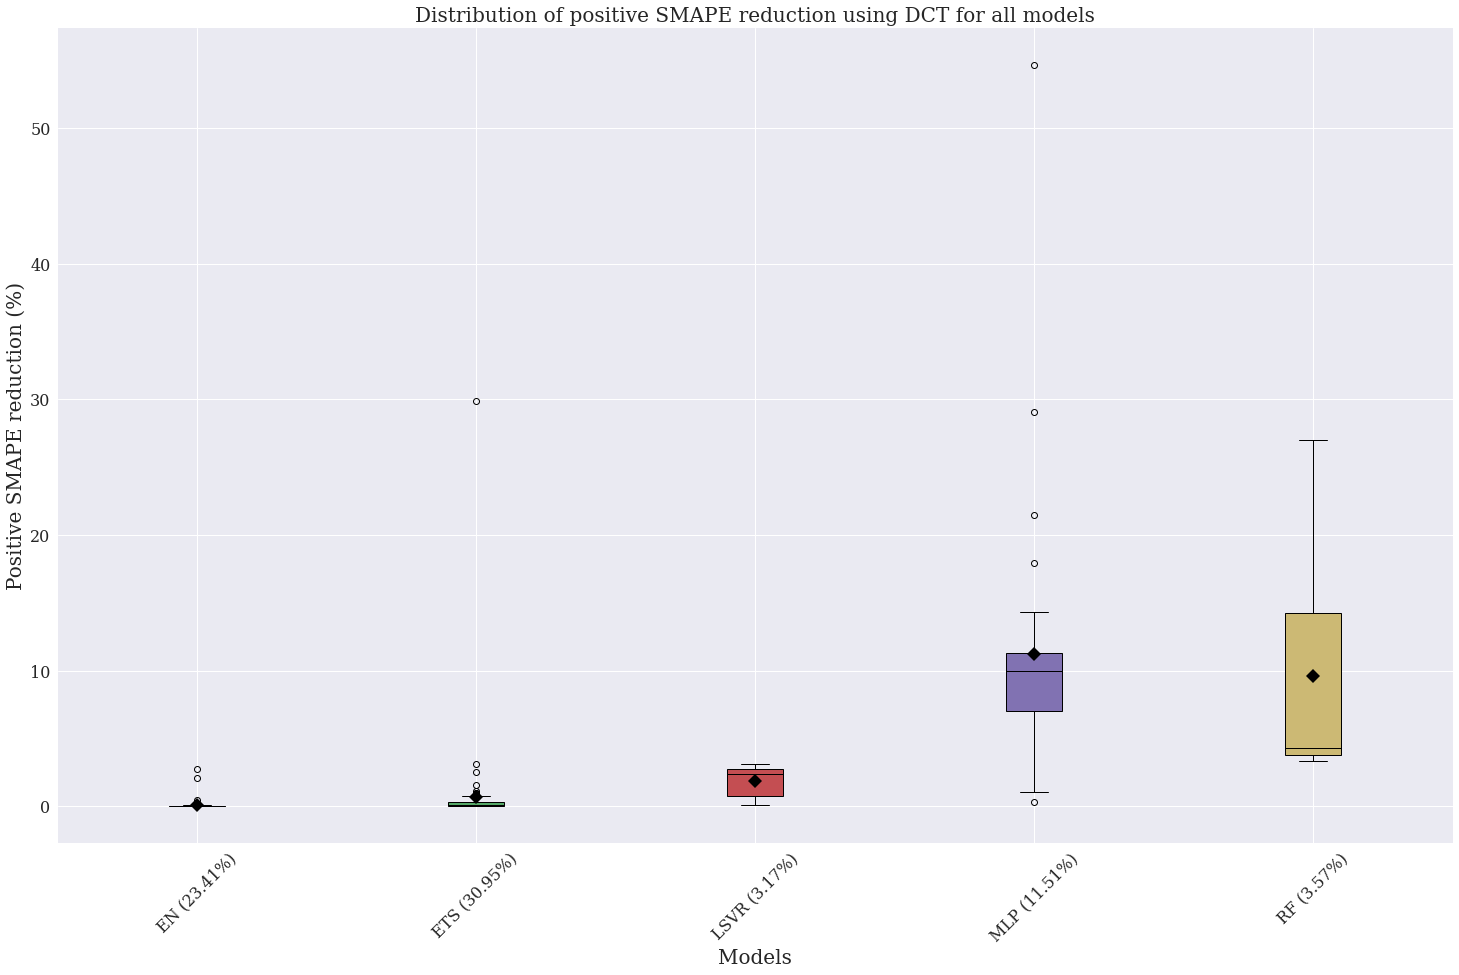 Distribution of positive SMAPE reduction using DCT for all models
Positive SMAPE reduction (%)
50
40
30
20
10
0
EN (23.41%)
ETS (30.95%)
LSVR (3.17%)
MLP (11.51%)
RF (3.57%)
Models